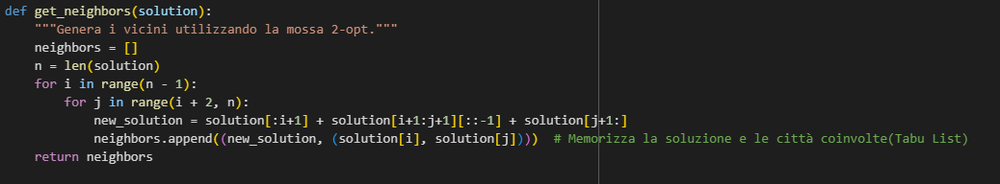 def get_neighbors(solution):
    """Genera i vicini utilizzando la mossa 2-opt."""
    neighbors = []
    n = len(solution)
    for i in range(n - 1):
        for j in range(i + 2, n):
            new_solution = solution[:i+1] + solution[i+1:j+1][::-1] + solution[j+1:]
            neighbors.append((new_solution, (solution[i], solution[j])))  # Memorizza la soluzione e le città coinvolte(Tabu List)
    return neighbors